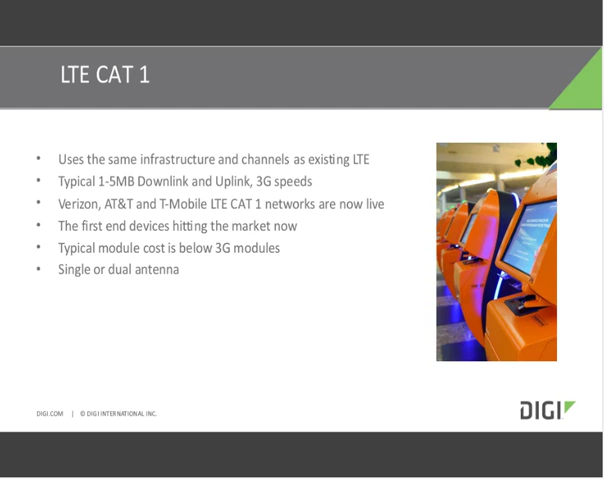 LTE CAT 1
• Uses the same infrastructure and channels as existing LTE
• Typical 1-5MB Downlink and Uplink, 3G speeds
• Verizon, AT&T and T-Mobile LTE CAT 1 networks are now live
• The first end devices hitting the market now
• Typical module cost is below 3G modules
• Single or dual antenna
DIGI.COM | © DIGI INTERNATIONAL INC.
DIGI